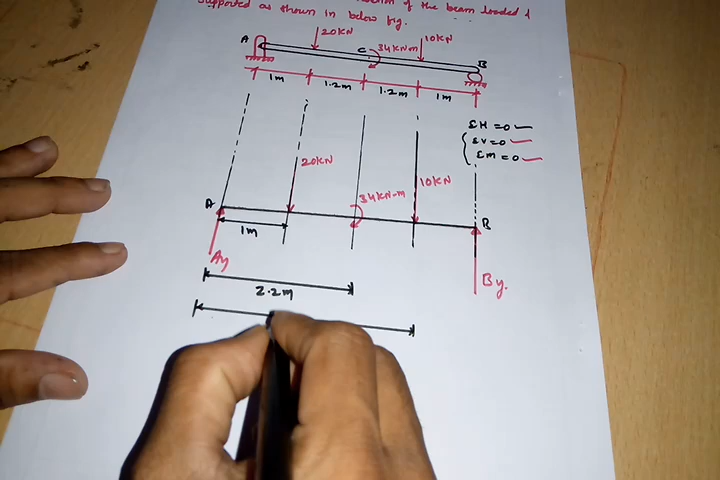 of the beam loaded &
supported as shown in below fig.
20KN
10KN
A
C
34KNm
B
1m
1.2m
1.2m
1m
ΣH=0
ΣV=0
ΣM=0
20KN
10KN
34KN-m
A
B
1m
Ay
By.
2.2m